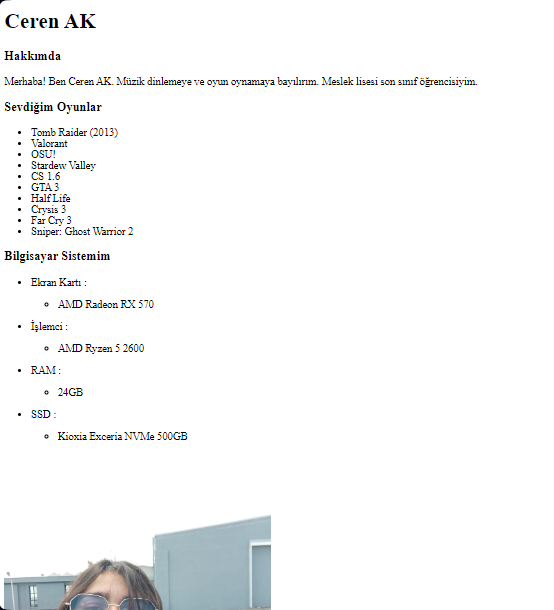 Ceren AK
Hakkımda
Merhaba! Ben Ceren AK. Müzik dinlemeye ve oyun oynamaya bayılırım. Meslek lisesi son sınıf öğrencisiyim.
Sevdiğim Oyunlar
Tomb Raider (2013)
Valorant
OSU!
Stardew Valley
CS 1.6
GTA 3
Half Life
Crysis 3
Far Cry 3
Sniper: Ghost Warrior 2
Bilgisayar Sistemim
Ekran Kartı :
AMD Radeon RX 570
İşlemci :
AMD Ryzen 5 2600
RAM :
24GB
SSD :
Kioxia Exceria NVMe 500GB